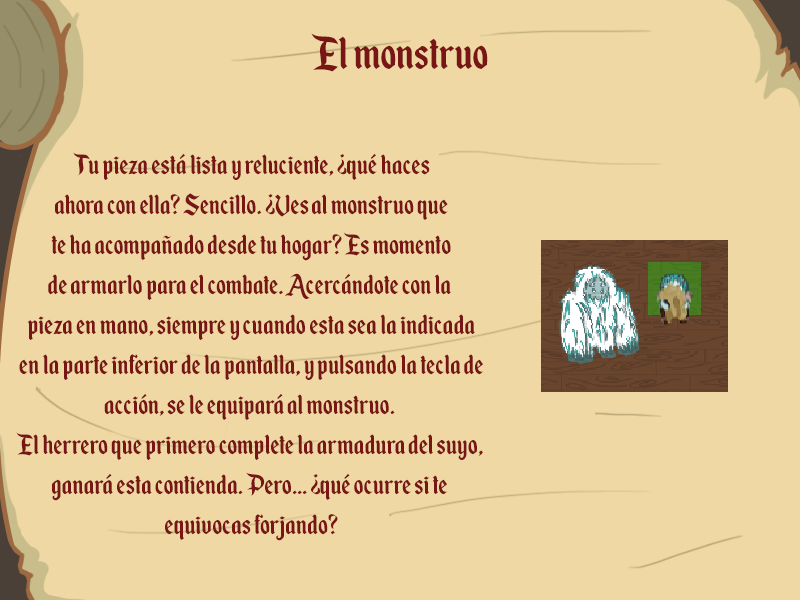 El monstruo
Tu pieza está lista y reluciente, ¿qué haces
ahora con ella? Sencillo. ¿Ves al monstruo que
te ha acompañado desde tu hogar? Es momento
de armarlo para el combate. Acercándote con la
pieza en mano, siempre y cuando esta sea la indicada
en la parte inferior de la pantalla, y pulsando la tecla de
acción, se le equipará al monstruo.
El herrero que primero complete la armadura del suyo,
ganará esta contienda. Pero... ¿qué ocurre si te
equivocas forjando?